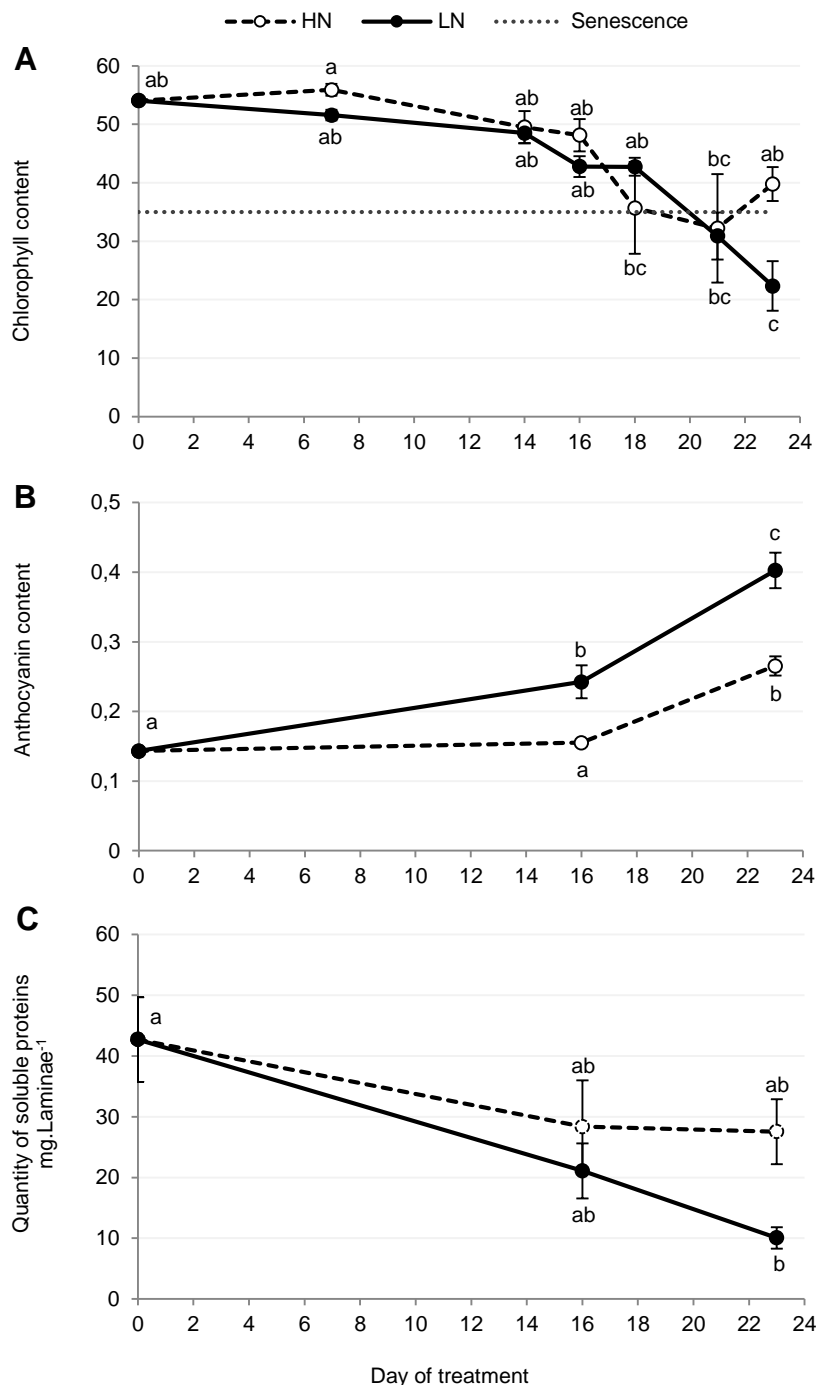 HN LN Senescence
A
60
ab
a
50
ab
ab
ab
ab
ab
ab
40
bc
ab
30
bc
bc
20
c
10
0
Chlorophyll content
0 2 4 6 8 10 12 14 16 18 20 22 24
B
0,5
c
0,4
0,3
b
b
0,2
a
a
0,1
0
Anthocyanin content
0 2 4 6 8 10 12 14 16 18 20 22 24
C
60
50
a
40
ab
ab
30
20
ab
10
b
0
Quantity of soluble proteins
mg.Laminae-1
0 2 4 6 8 10 12 14 16 18 20 22 24
Day of treatment